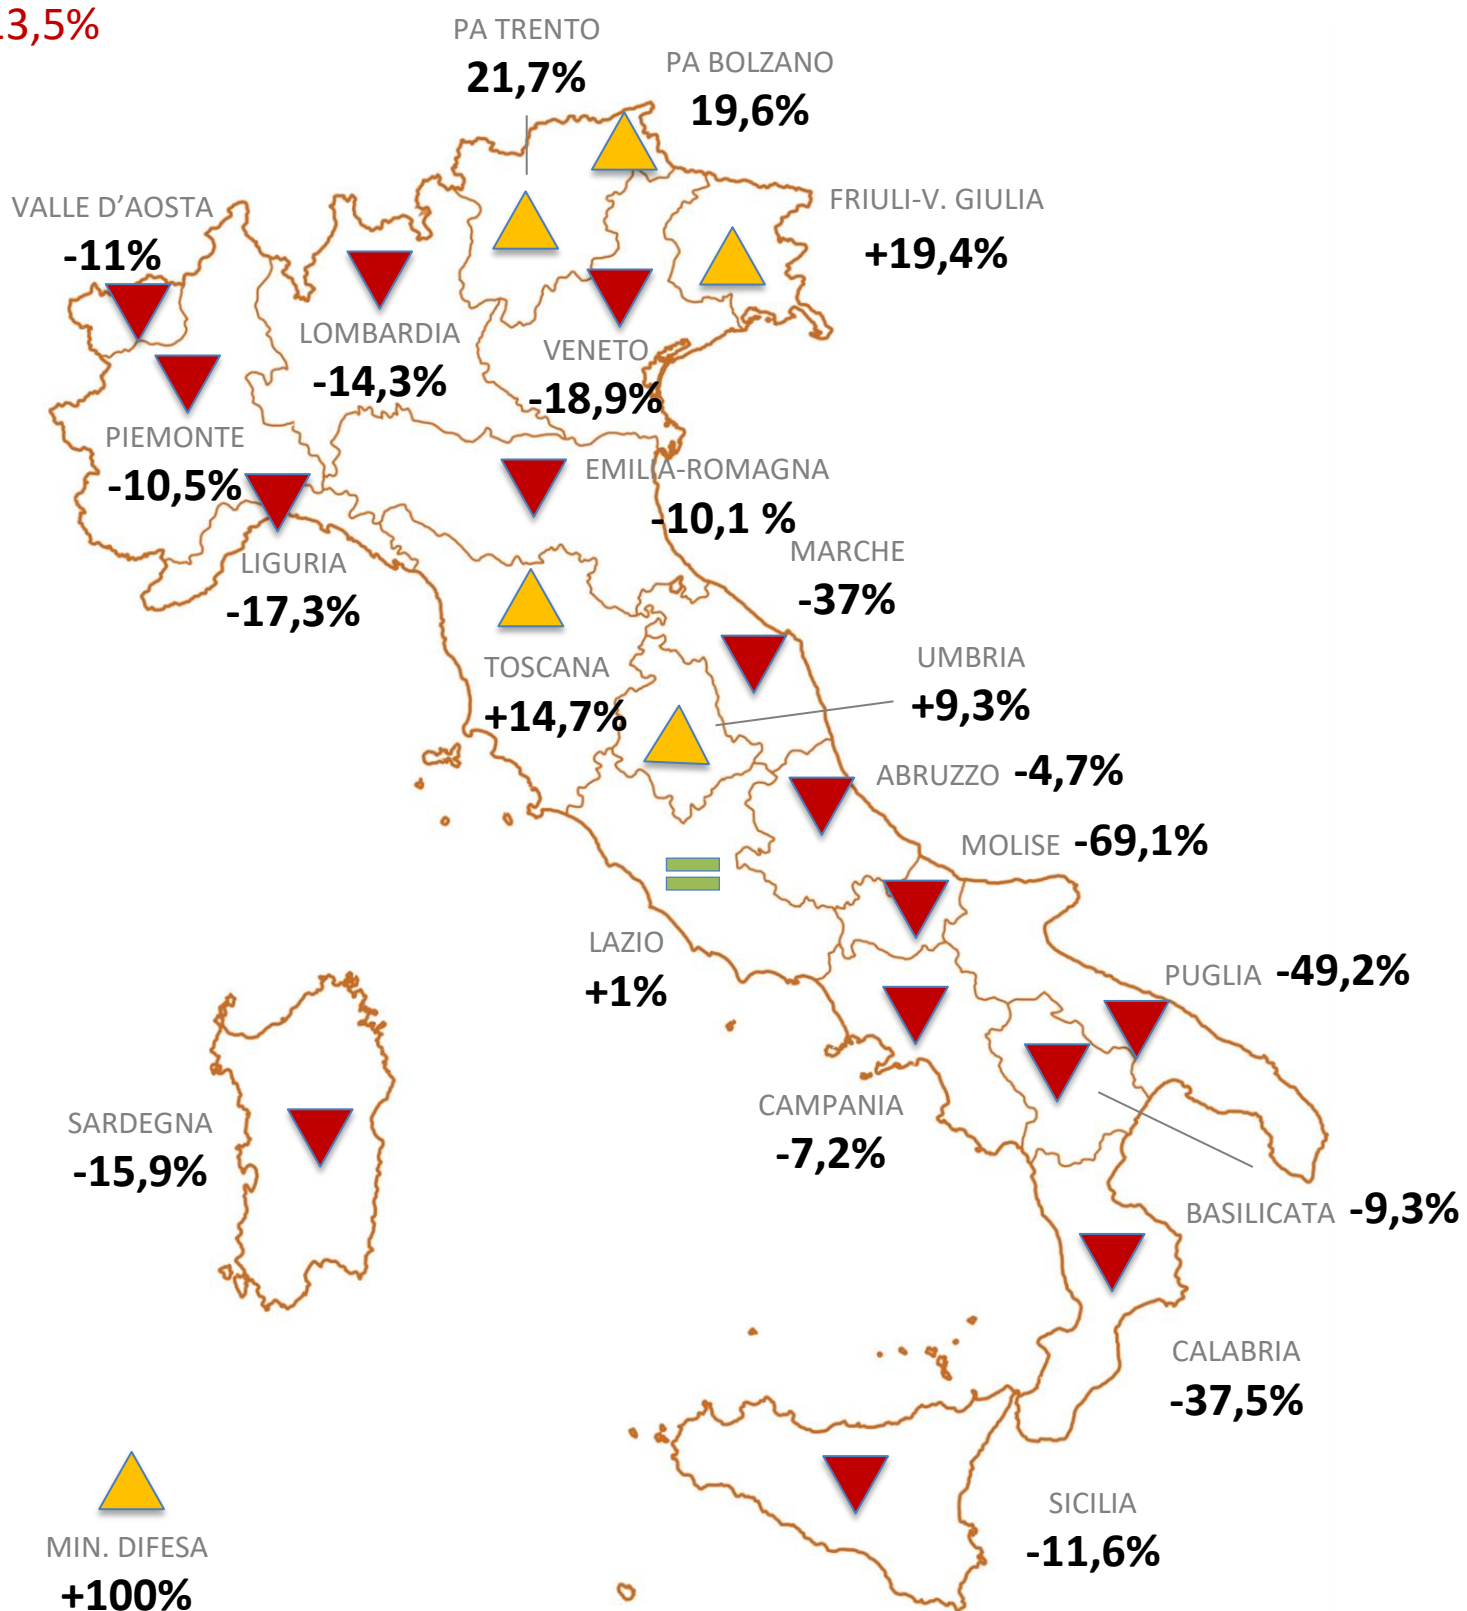 13,5%
PA TRENTO
21,7%
PA BOLZANO
19,6%
VALLE D’AOSTA
-11%
FRIULI-V. GIULIA
+19,4%
LOMBARDIA
-14,3%
VENETO
-18,9%
PIEMONTE
-10,5%
EMILIA-ROMAGNA
-10,1 %
LIGURIA
-17,3%
MARCHE
-37%
TOSCANA
+14,7%
UMBRIA
+9,3%
ABRUZZO -4,7%
MOLISE -69,1%
LAZIO
+1%
PUGLIA -49,2%
CAMPANIA
-7,2%
SARDEGNA
-15,9%
BASILICATA -9,3%
CALABRIA
-37,5%
SICILIA
-11,6%
MIN. DIFESA
+100%